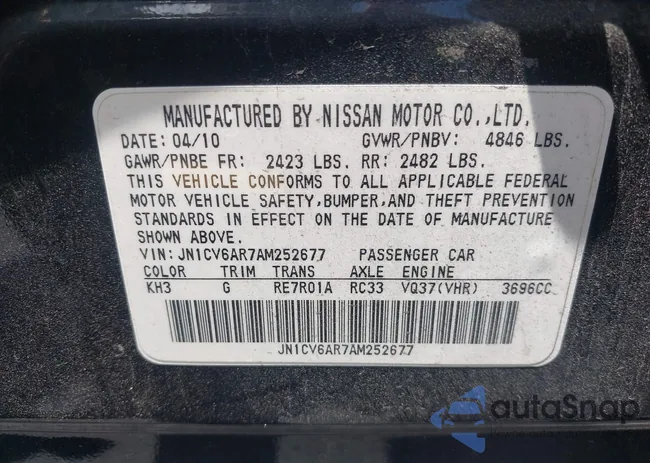 MANUFACTURED BY NISSAN MOTOR CO.,LTD.
DATE: 04/10 GVWR/PNBV: 4846 LBS.
GAWR/PNBE FR: 2423 LBS. RR: 2482 LBS.
THIS VEHICLE CONFORMS TO ALL APPLICABLE FEDERAL
MOTOR VEHICLE SAFETY,BUMPER,AND THEFT PREVENTION
STANDARDS IN EFFECT ON THE DATE OF MANUFACTURE
SHOWN ABOVE.
VIN: JN1CV6AR7AM252677 PASSENGER CAR
COLOR TRIM TRANS AXLE ENGINE
KH3 G RE7R01A RC33 VQ37(VHR) 3696CC
JN1CV6AR7AM252677
autoSnap